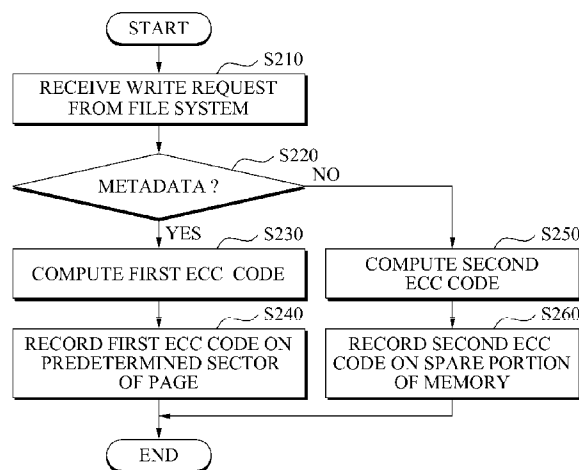 START
S210
RECEIVE WRITE REQUEST
FROM FILE SYSTEM
S220
METADATA ?
NO
YES
S230
COMPUTE FIRST ECC CODE
S250
COMPUTE SECOND
ECC CODE
S240
RECORD FIRST ECC CODE ON
PREDETERMINED SECTOR
OF PAGE
S260
RECORD SECOND ECC
CODE ON SPARE PORTION
OF MEMORY
END